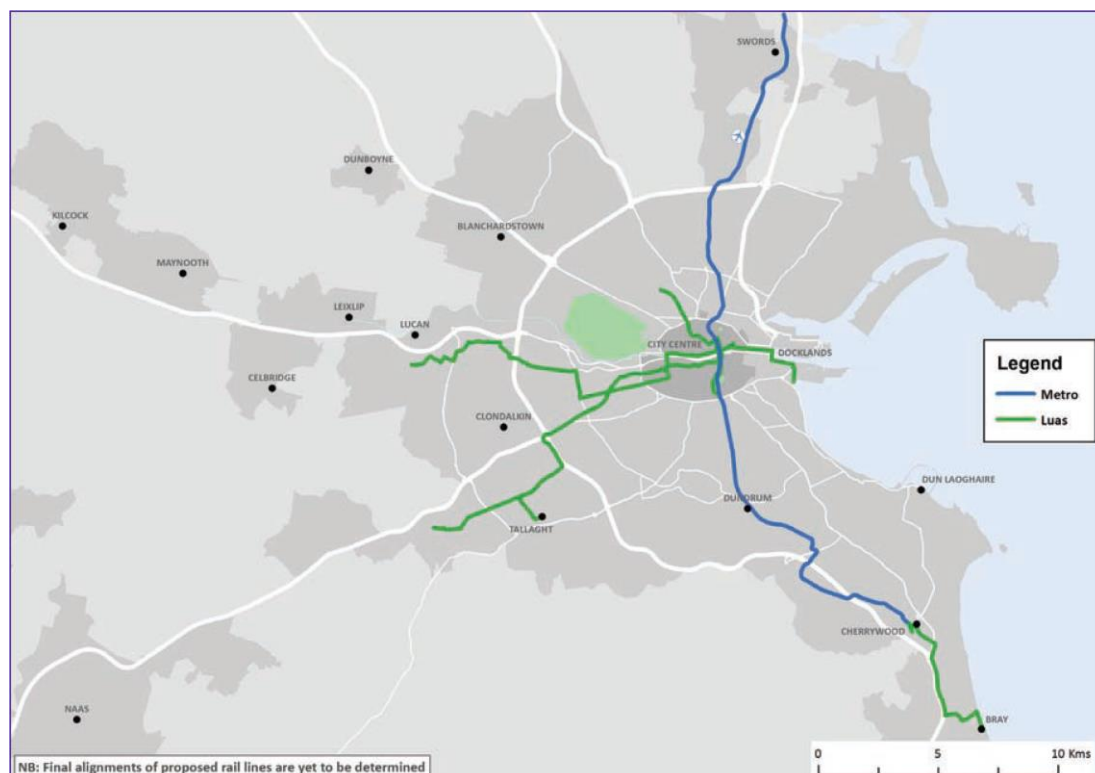 SWORDS
DUNBOYNE
KILCOCK
BLANCHARDSTOWN
MAYNOOTH
LEIXLIP
LUCAN
CITY CENTRE
DOCKLANDS
CELBRIDGE
CLONDALKIN
Legend
Metro
Luas
DUN LAOGHAIRE
DUNDRUM
TALLAGHT
CHERRYWOOD
NAAS
BRAY
0 5 10 Kms
NB: Final alignments of proposed rail lines are yet to be determined